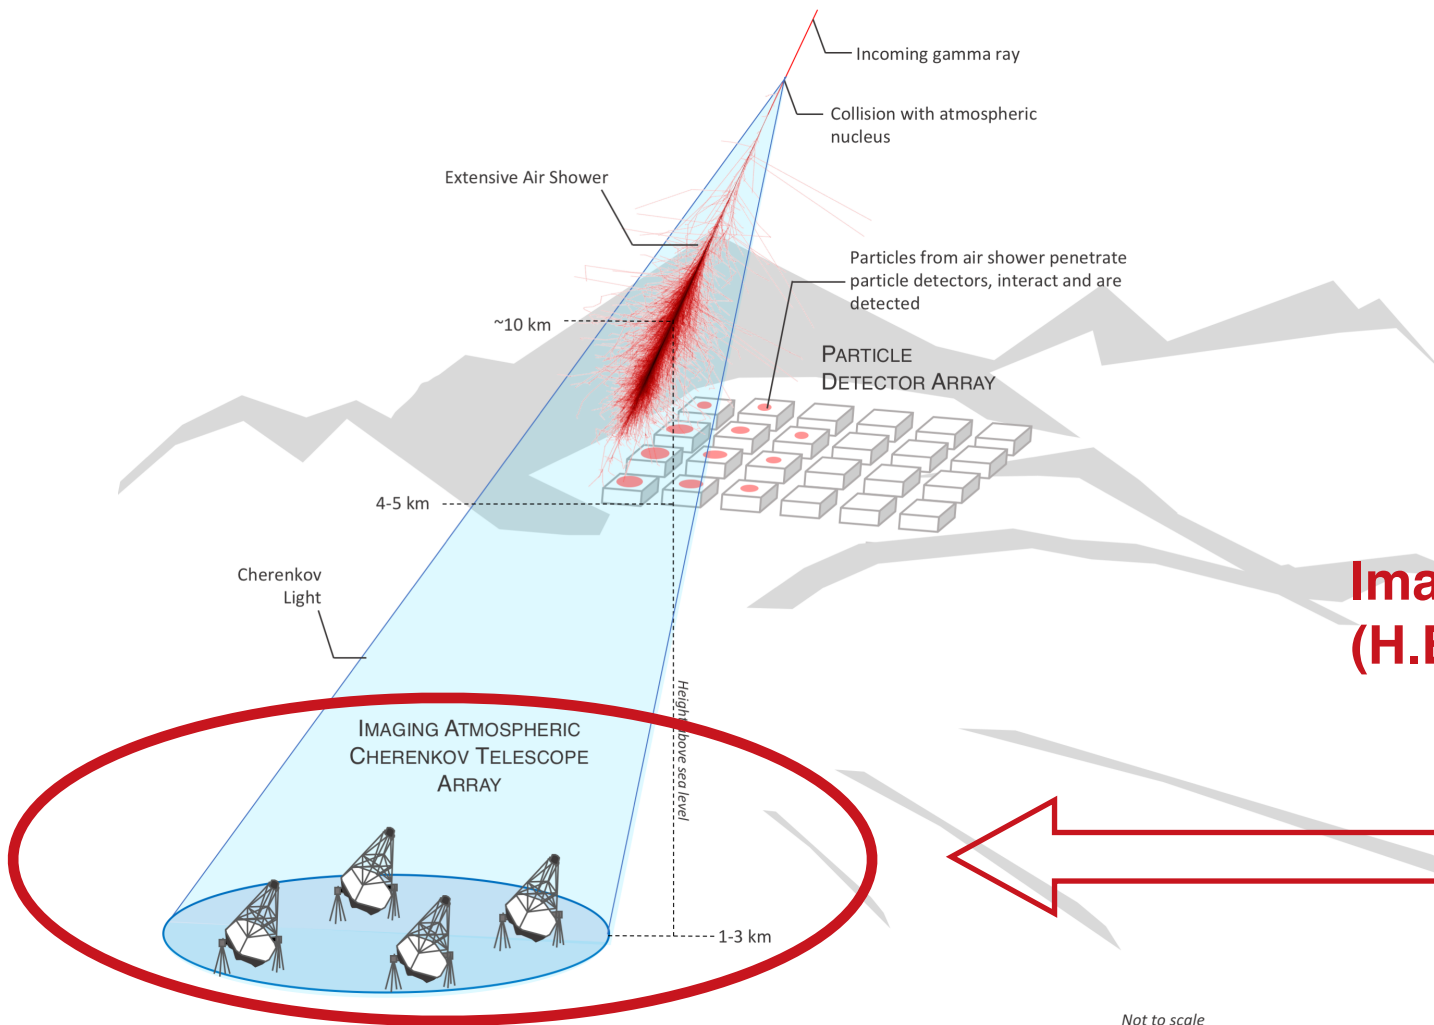 Incoming gamma ray
Collision with atmospheric
nucleus
Extensive Air Shower
Particles from air shower penetrate
particle detectors, interact and are
detected
~10 km
PARTICLE
DETECTOR ARRAY
4-5 km
Cherenkov
Light
Ima
(H.E
Height above sea level
IMAGING ATMOSPHERIC
CHERENKOV TELESCOPE
ARRAY
1-3 km
Not to scale